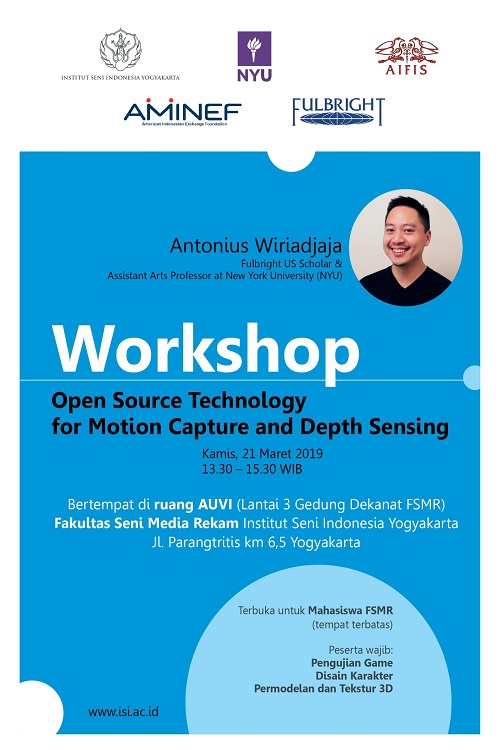 INSTITUT SENI INDONESIA YOGYAKARTA
NYU
AIFIS
AMINEF
American Indonesian Exchange Foundation
FULBRIGHT
Antonius Wiriadjaja
Fulbright US Scholar &
Assistant Arts Professor at New York University (NYU)
Workshop
Open Source Technology
for Motion Capture and Depth Sensing
Kamis, 21 Maret 2019
13.30 – 15.30 WIB
Bertempat di ruang AUVI (Lantai 3 Gedung Dekanat FSMR)
Fakultas Seni Media Rekam Institut Seni Indonesia Yogyakarta
Jl. Parangtritis km 6,5 Yogyakarta
Terbuka untuk Mahasiswa FSMR
(tempat terbatas)
Peserta wajib:
Pengujian Game
Disain Karakter
Permodelan dan Tekstur 3D
www.isi.ac.id